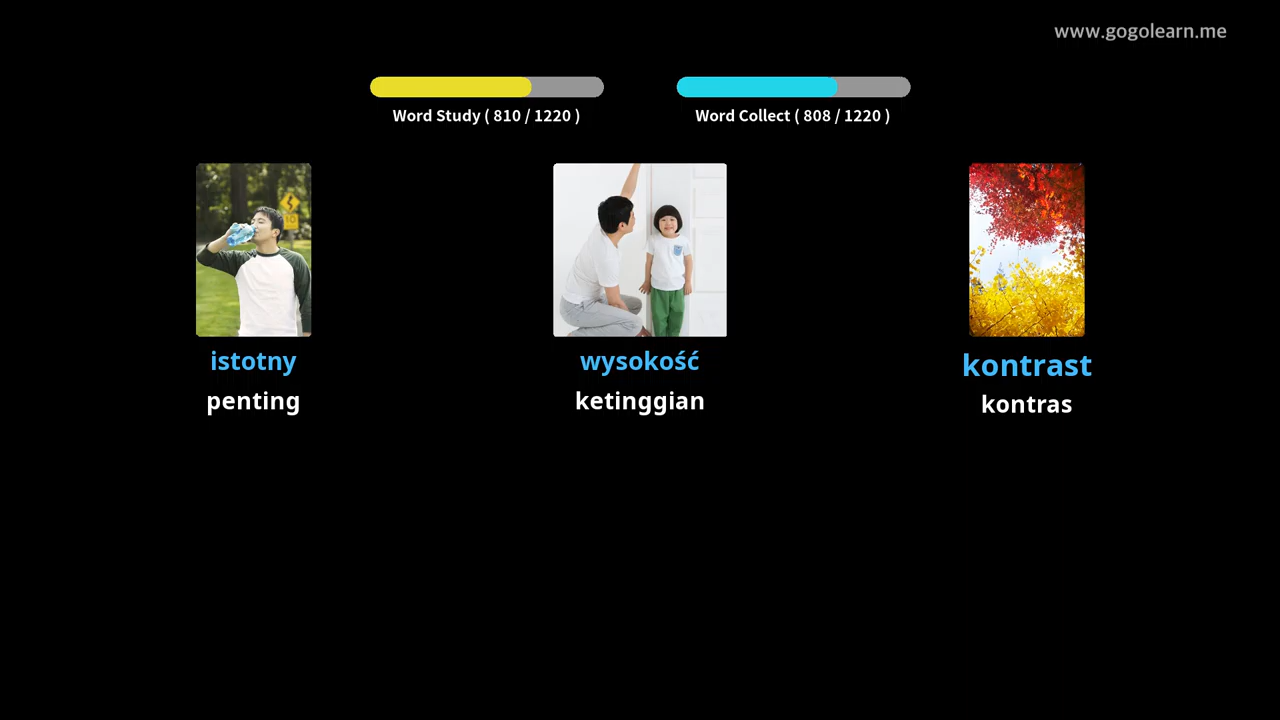 www.gogolearn.me
Word Study ( 810 / 1220 )
Word Collect ( 808 / 1220 )
istotny
penting
wysokość
ketinggian
kontrast
kontras